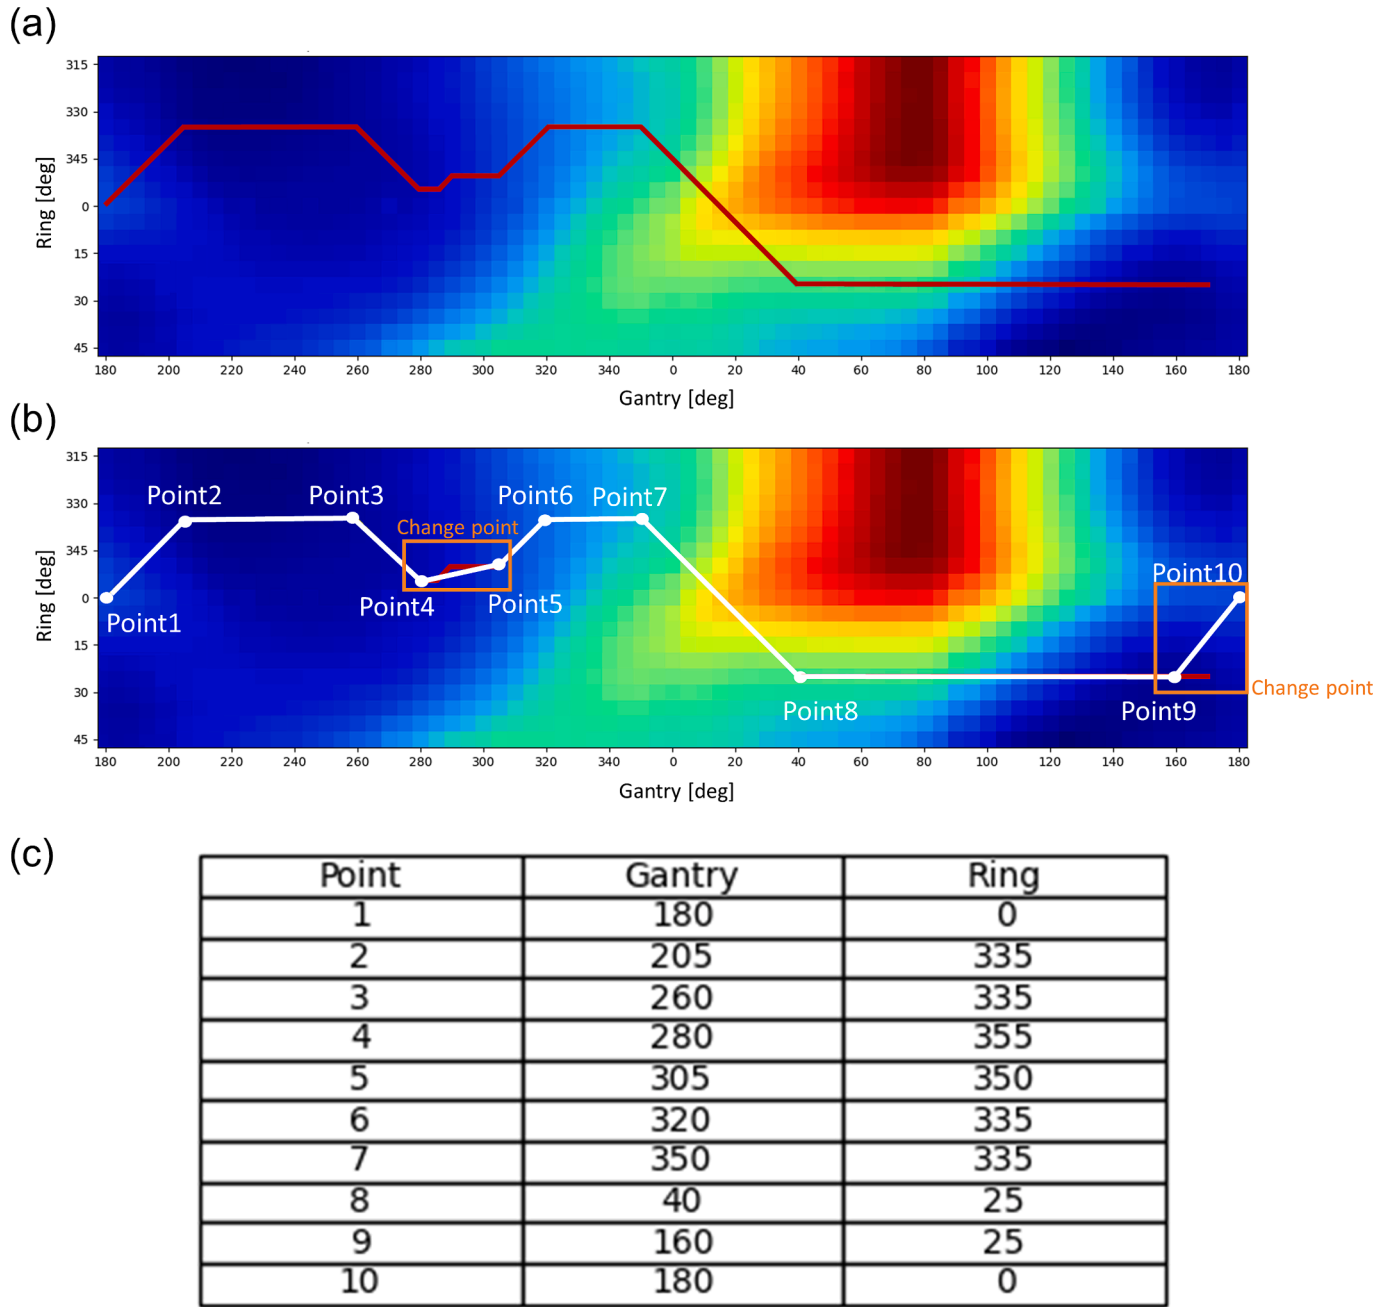 (a)
315
330
345
0
15
30
45
Ring [deg]
180 200 220 240 260 280 300 320 340 0 20 40 60 80 100 120 140 160 180
Gantry [deg]
(b)
315
330
345
0
15
30
45
Ring [deg]
Point2 Point3 Point6 Point7
Change point
Point10
Point4 Point5
Point1
Change point
Point8 Point9
180 200 220 240 260 280 300 320 340 0 20 40 60 80 100 120 140 160 180
Gantry [deg]
(c)
Point Gantry Ring
1 180 0
2 205 335
3 260 335
4 280 355
5 305 350
6 320 335
7 350 335
8 40 25
9 160 25
10 180 0